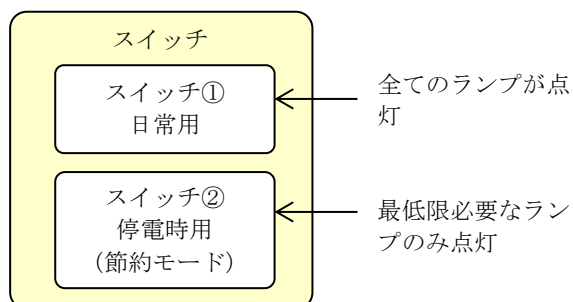 スイッチ
スイッチ①
日常用
全てのランプが点
灯
スイッチ②
停電時用
（節約モード）
最低限必要なラン
プのみ点灯